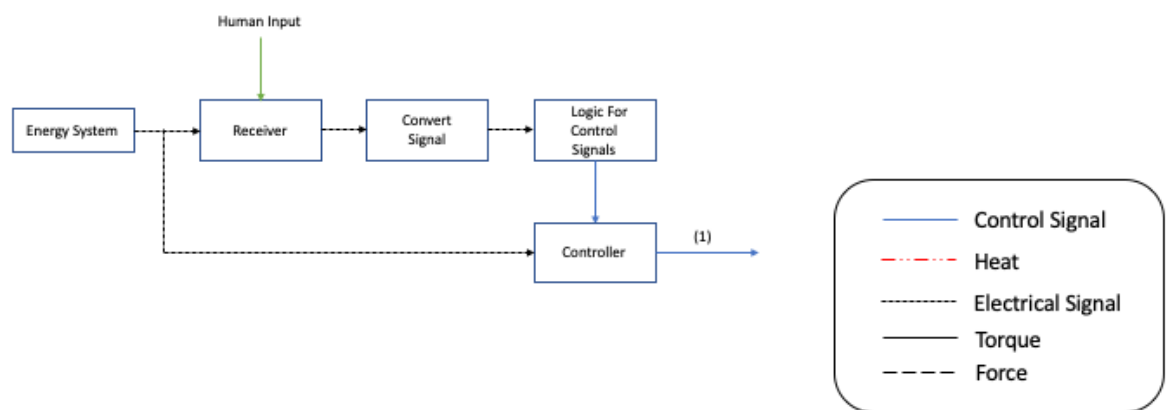 Human Input
Energy System
Receiver
Convert
Signal
Logic For
Control
Signals
Controller
(1)
Control Signal
Heat
Electrical Signal
Torque
Force